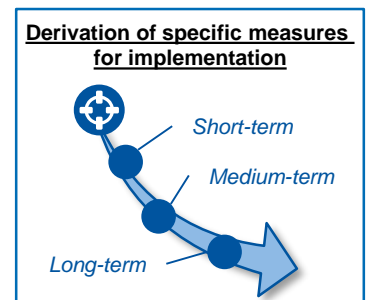 Derivation of specific measures
for implementation
Short-term
Medium-term
Long-term